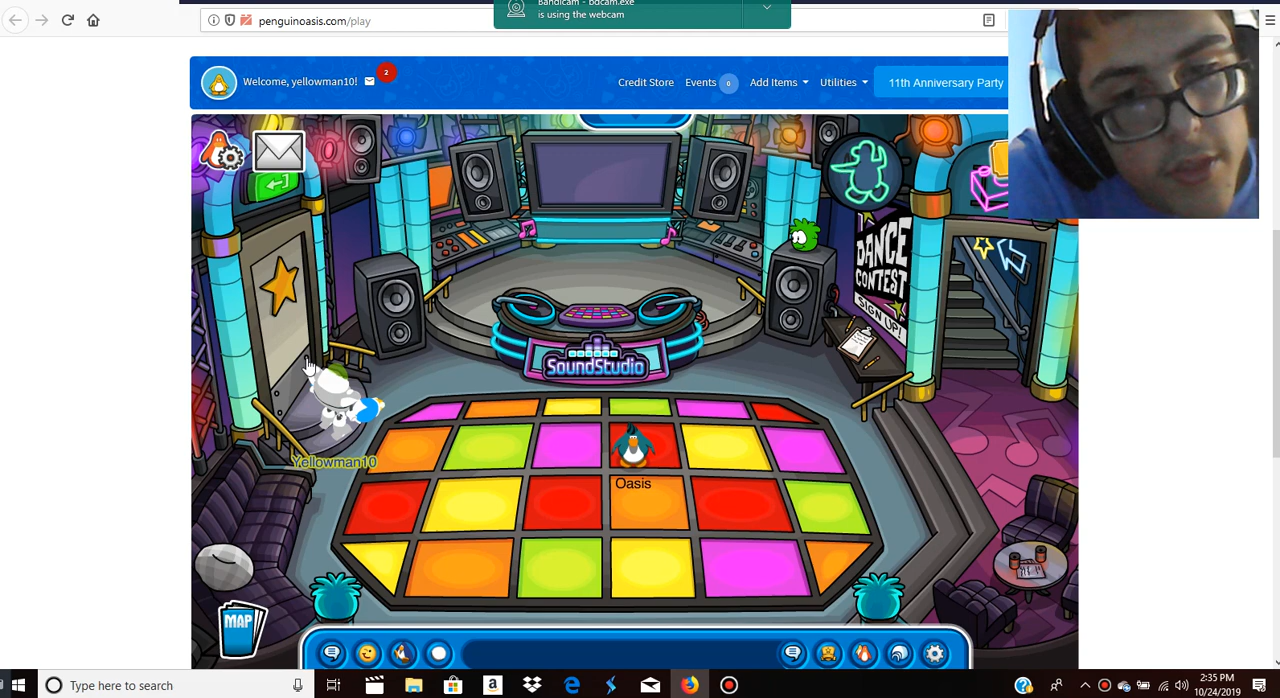 Bandicam - bdcam.exe
is using the webcam
penguinoasis.com/play
Welcome, yellowman10!
2
Credit Store
Events
0
Add Items
Utilities
11th Anniversary Party
DANCE
CONTEST
SIGN UP!
SoundStudio
Yellowman10
Oasis
MAP
Type here to search
2:35 PM
10/24/2019